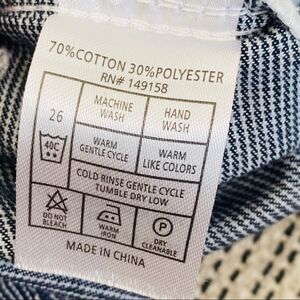 70%COTTON 30%POLYESTER
RN# 149158
26
MACHINE WASH
HAND WASH
40C
WARM GENTLE CYCLE
WARM LIKE COLORS
COLD RINSE GENTLE CYCLE
TUMBLE DRY LOW
DO NOT BLEACH
WARM IRON
P
DRY CLEANABLE
MADE IN CHINA